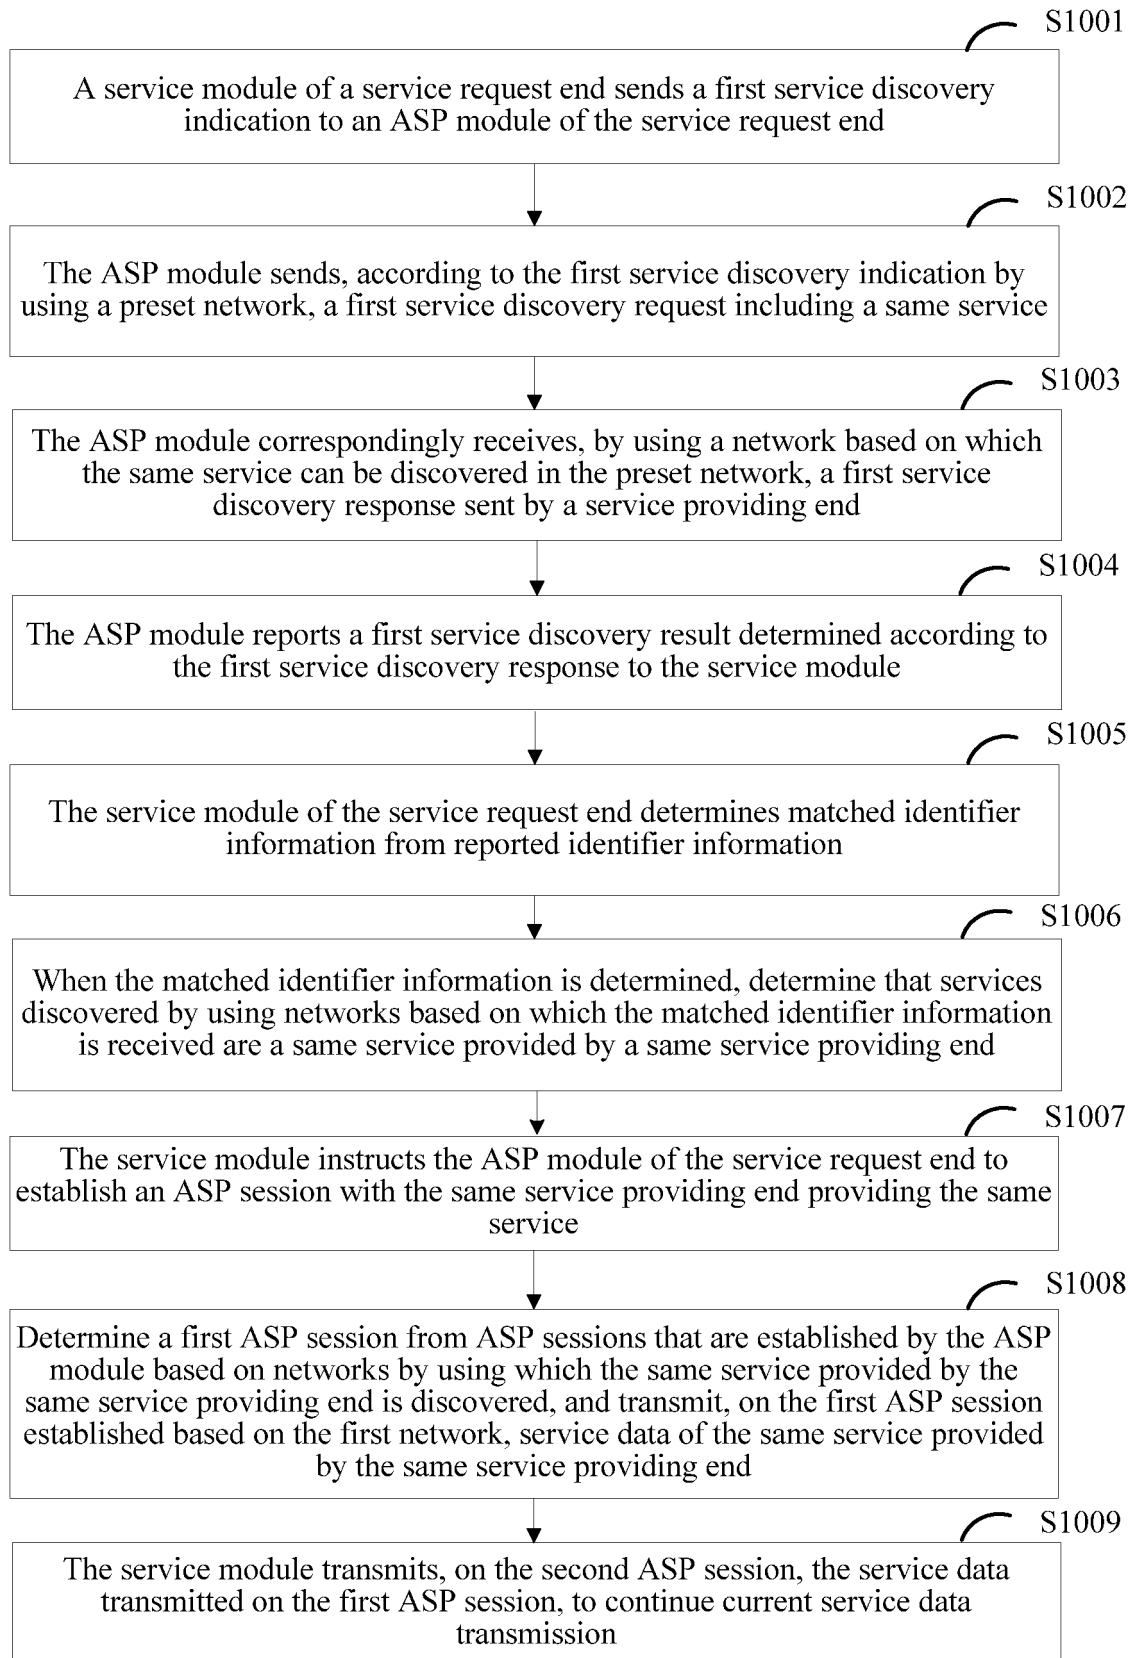 S1001
A service module of a service request end sends a first service discovery
indication to an ASP module of the service request end
S1002
The ASP module sends, according to the first service discovery indication by
using a preset network, a first service discovery request including a same service
S1003
The ASP module correspondingly receives, by using a network based on which
the same service can be discovered in the preset network, a first service
discovery response sent by a service providing end
S1004
The ASP module reports a first service discovery result determined according to
the first service discovery response to the service module
S1005
The service module of the service request end determines matched identifier
information from reported identifier information
S1006
When the matched identifier information is determined, determine that services
discovered by using networks based on which the matched identifier information
is received are a same service provided by a same service providing end
S1007
The service module instructs the ASP module of the service request end to
establish an ASP session with the same service providing end providing the same
service
S1008
Determine a first ASP session from ASP sessions that are established by the ASP
module based on networks by using which the same service provided by the
same service providing end is discovered, and transmit, on the first ASP session
established based on the first network, service data of the same service provided
by the same service providing end
S1009
The service module transmits, on the second ASP session, the service data
transmitted on the first ASP session, to continue current service data
transmission